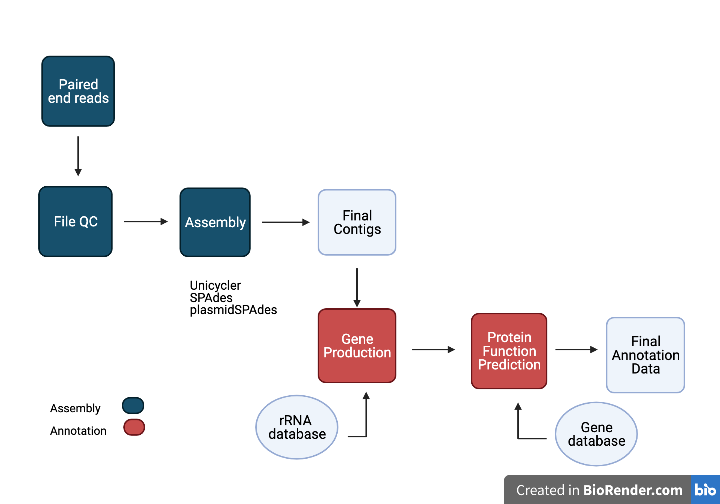 Paired
end reads
File QC
Assembly
Final
Contigs
Unicycler
SPAdes
plasmidSPAdes
Gene
Production
Protein
Function
Prediction
Final
Annotation
Data
Assembly
Annotation
rRNA
database
Gene
database
Created in BioRender.com bio